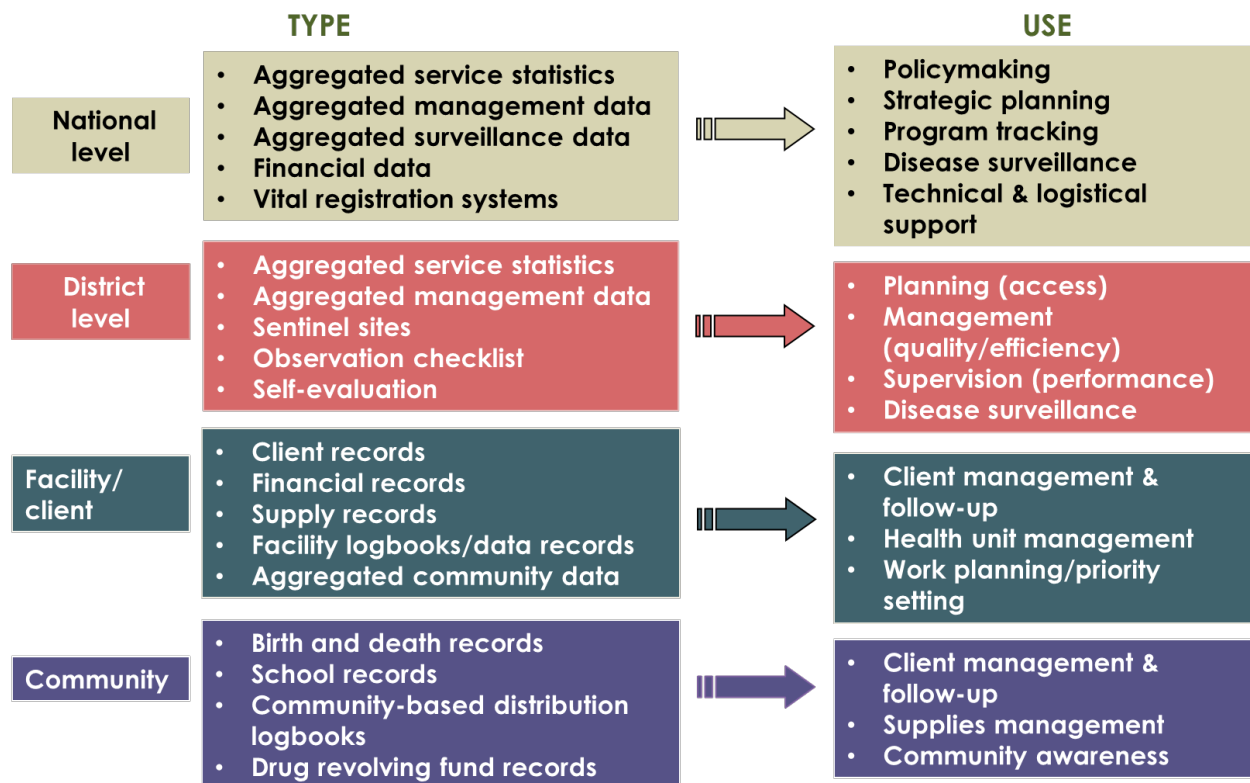 TYPE
USE
National
level
• Aggregated service statistics
• Aggregated management data
• Aggregated surveillance data
• Financial data
• Vital registration systems
• Policymaking
• Strategic planning
• Program tracking
• Disease surveillance
• Technical & logistical
support
District
level
• Aggregated service statistics
• Aggregated management data
• Sentinel sites
• Observation checklist
• Self-evaluation
• Planning (access)
• Management
(quality/efficiency)
• Supervision (performance)
• Disease surveillance
Facility/
client
• Client records
• Financial records
• Supply records
• Facility logbooks/data records
• Aggregated community data
• Client management &
follow-up
• Health unit management
• Work planning/priority
setting
Community
• Birth and death records
• School records
• Community-based distribution
logbooks
• Drug revolving fund records
• Client management &
follow-up
• Supplies management
• Community awareness